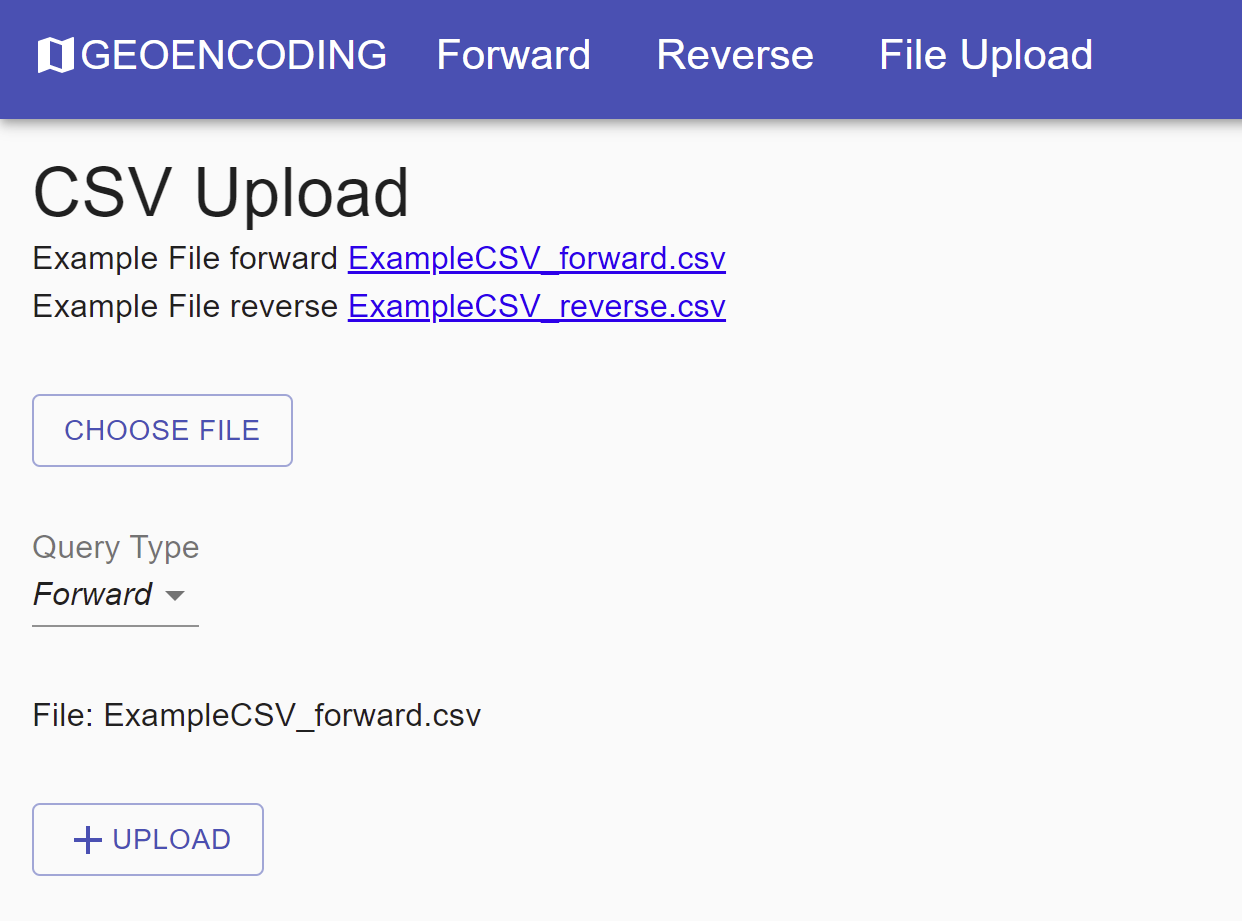 GEOENCODING Forward Reverse File Upload
CSV Upload
Example File forward ExampleCSV_forward.csv
Example File reverse ExampleCSV_reverse.csv
CHOOSE FILE
Query Type
Forward
File: ExampleCSV_forward.csv
UPLOAD